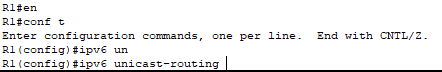 R1#en
R1#conf t
Enter configuration commands, one per line.  End with CNTL/Z.
R1(config)#ipv6 un
R1(config)#ipv6 unicast-routing